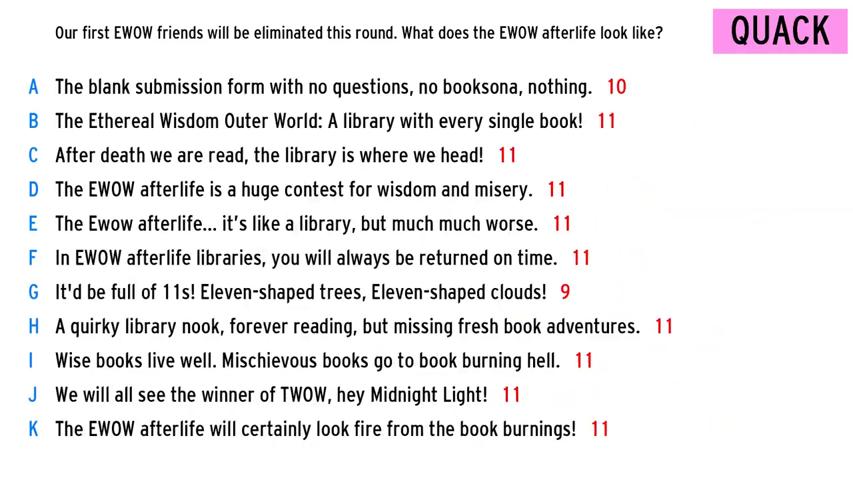 Our first EWOW friends will be eliminated this round. What does the EWOW afterlife look like?
QUACK
A The blank submission form with no questions, no booksona, nothing. 10
B The Ethereal Wisdom Outer World: A library with every single book! 11
C After death we are read, the library is where we head! 11
D The EWOW afterlife is a huge contest for wisdom and misery. 11
E The Ewow afterlife... it's like a library, but much much worse. 11
F In EWOW afterlife libraries, you will always be returned on time. 11
G It'd be full of 11s! Eleven-shaped trees, Eleven-shaped clouds! 9
H A quirky library nook, forever reading, but missing fresh book adventures. 11
I Wise books live well. Mischievous books go to book burning hell. 11
J We will all see the winner of TWOW, hey Midnight Light! 11
K The EWOW afterlife will certainly look fire from the book burnings! 11